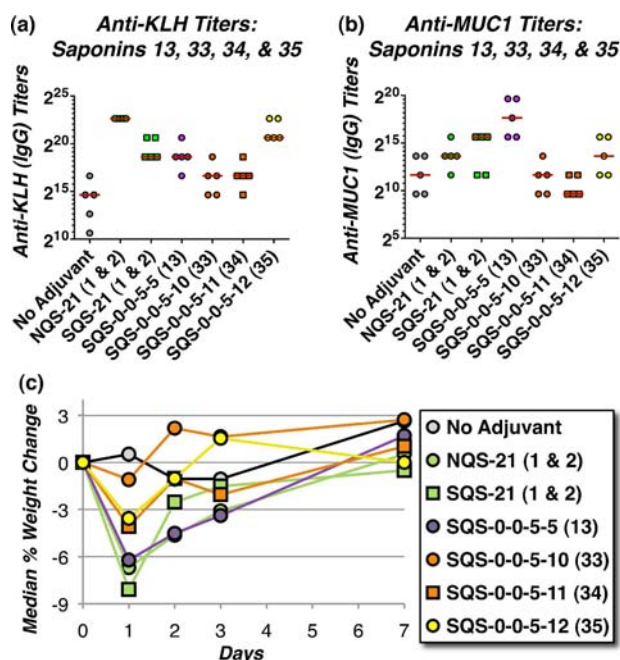 (a)
Anti-KLH Titers:
Saponins 13, 33, 34, & 35
Anti-KLH (IgG) Titers
2^25
2^20
2^15
2^10
No Adjuvant
NQS-21 (1 & 2)
SQS-21 (1 & 2)
SQS-0-0-5-5 (13)
SQS-0-0-5-10 (33)
SQS-0-0-5-11 (34)
SQS-0-0-5-12 (35)
(b)
Anti-MUC1 Titers:
Saponins 13, 33, 34, & 35
Anti-MUC1 (IgG) Titers
2^20
2^15
2^10
2^5
No Adjuvant
NQS-21 (1 & 2)
SQS-21 (1 & 2)
SQS-0-0-5-5 (13)
SQS-0-0-5-10 (33)
SQS-0-0-5-11 (34)
SQS-0-0-5-12 (35)
(c)
Median % Weight Change
3
0
-3
-6
-9
0 1 2 3 4 5 6 7
Days
No Adjuvant
NQS-21 (1 & 2)
SQS-21 (1 & 2)
SQS-0-0-5-5 (13)
SQS-0-0-5-10 (33)
SQS-0-0-5-11 (34)
SQS-0-0-5-12 (35)